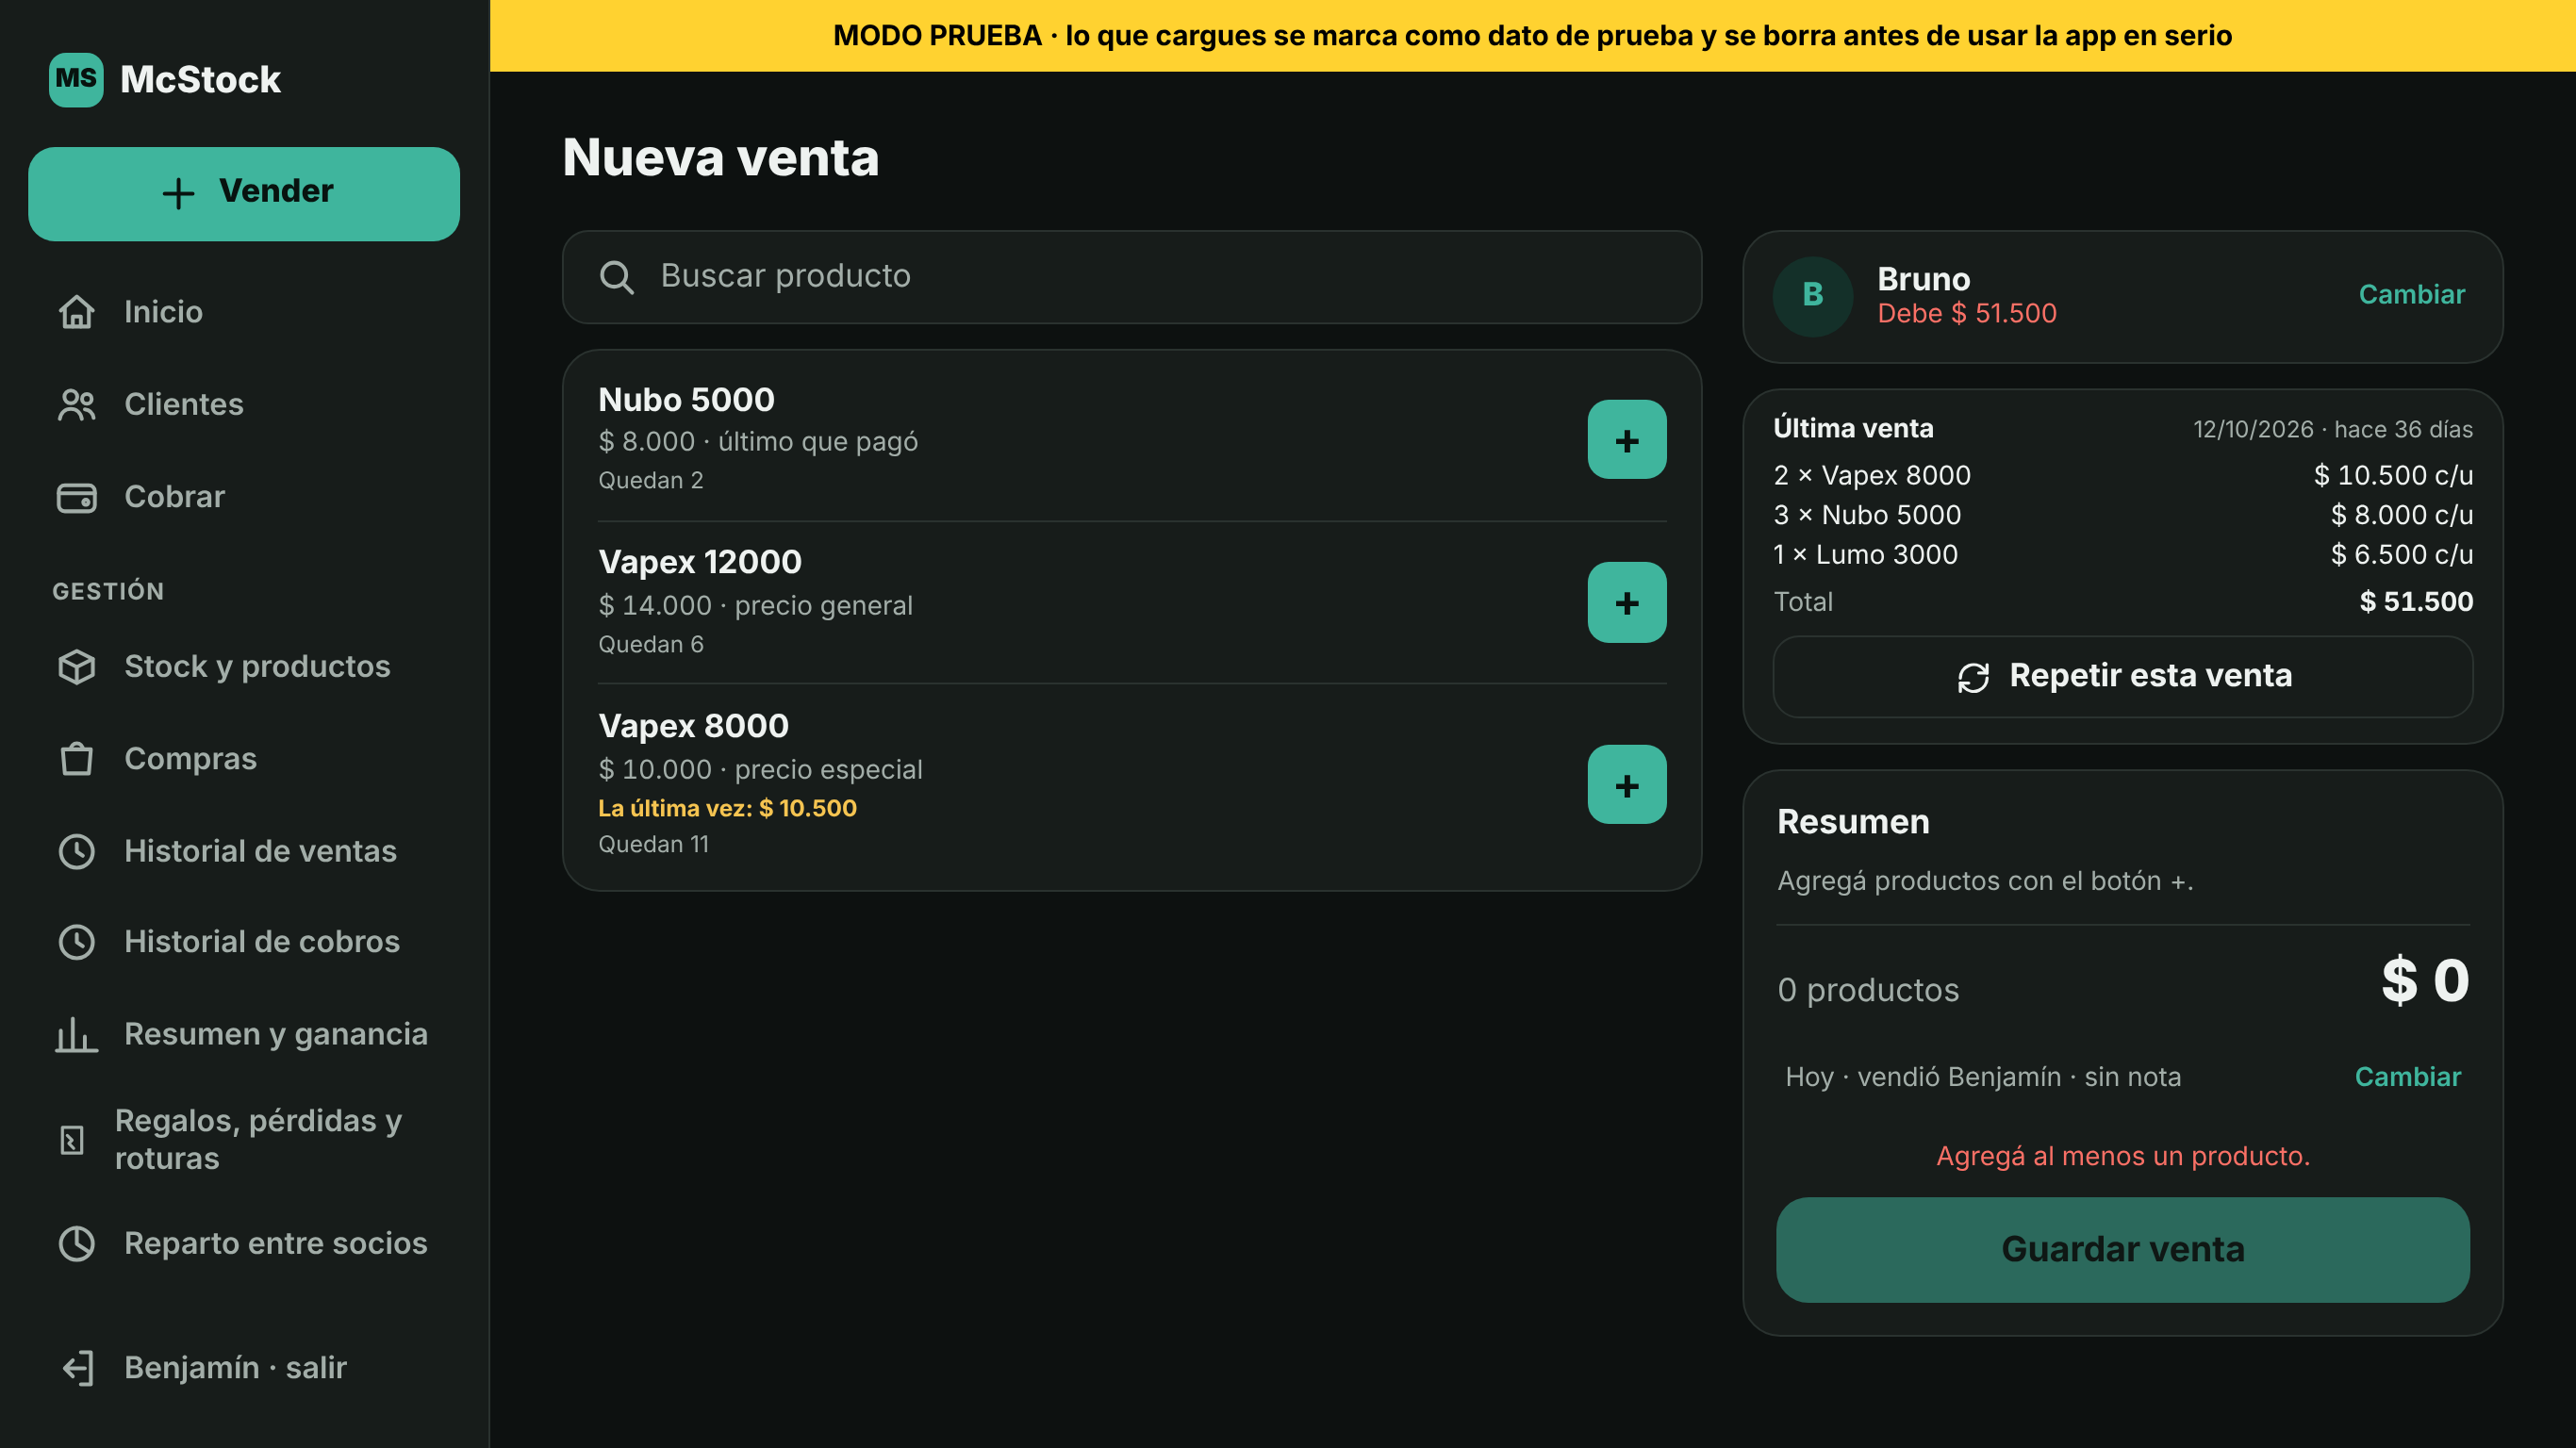 MS McStock
+ Vender
Inicio
Clientes
Cobrar
GESTIÓN
Stock y productos
Compras
Historial de ventas
Historial de cobros
Resumen y ganancia
Regalos, pérdidas y
roturas
Reparto entre socios
Benjamín · salir
MODO PRUEBA · lo que cargues se marca como dato de prueba y se borra antes de usar la app en serio
Nueva venta
Buscar producto
Nubo 5000
$ 8.000 · último que pagó
Quedan 2
+
Vapex 12000
$ 14.000 · precio general
Quedan 6
+
Vapex 8000
$ 10.000 · precio especial
La última vez: $ 10.500
Quedan 11
+
B
Bruno
Debe $ 51.500
Cambiar
Última venta 12/10/2026 · hace 36 días
2 × Vapex 8000 $ 10.500 c/u
3 × Nubo 5000 $ 8.000 c/u
1 × Lumo 3000 $ 6.500 c/u
Total $ 51.500
Repetir esta venta
Resumen
Agregá productos con el botón +.
0 productos $ 0
Hoy · vendió Benjamín · sin nota Cambiar
Agregá al menos un producto.
Guardar venta